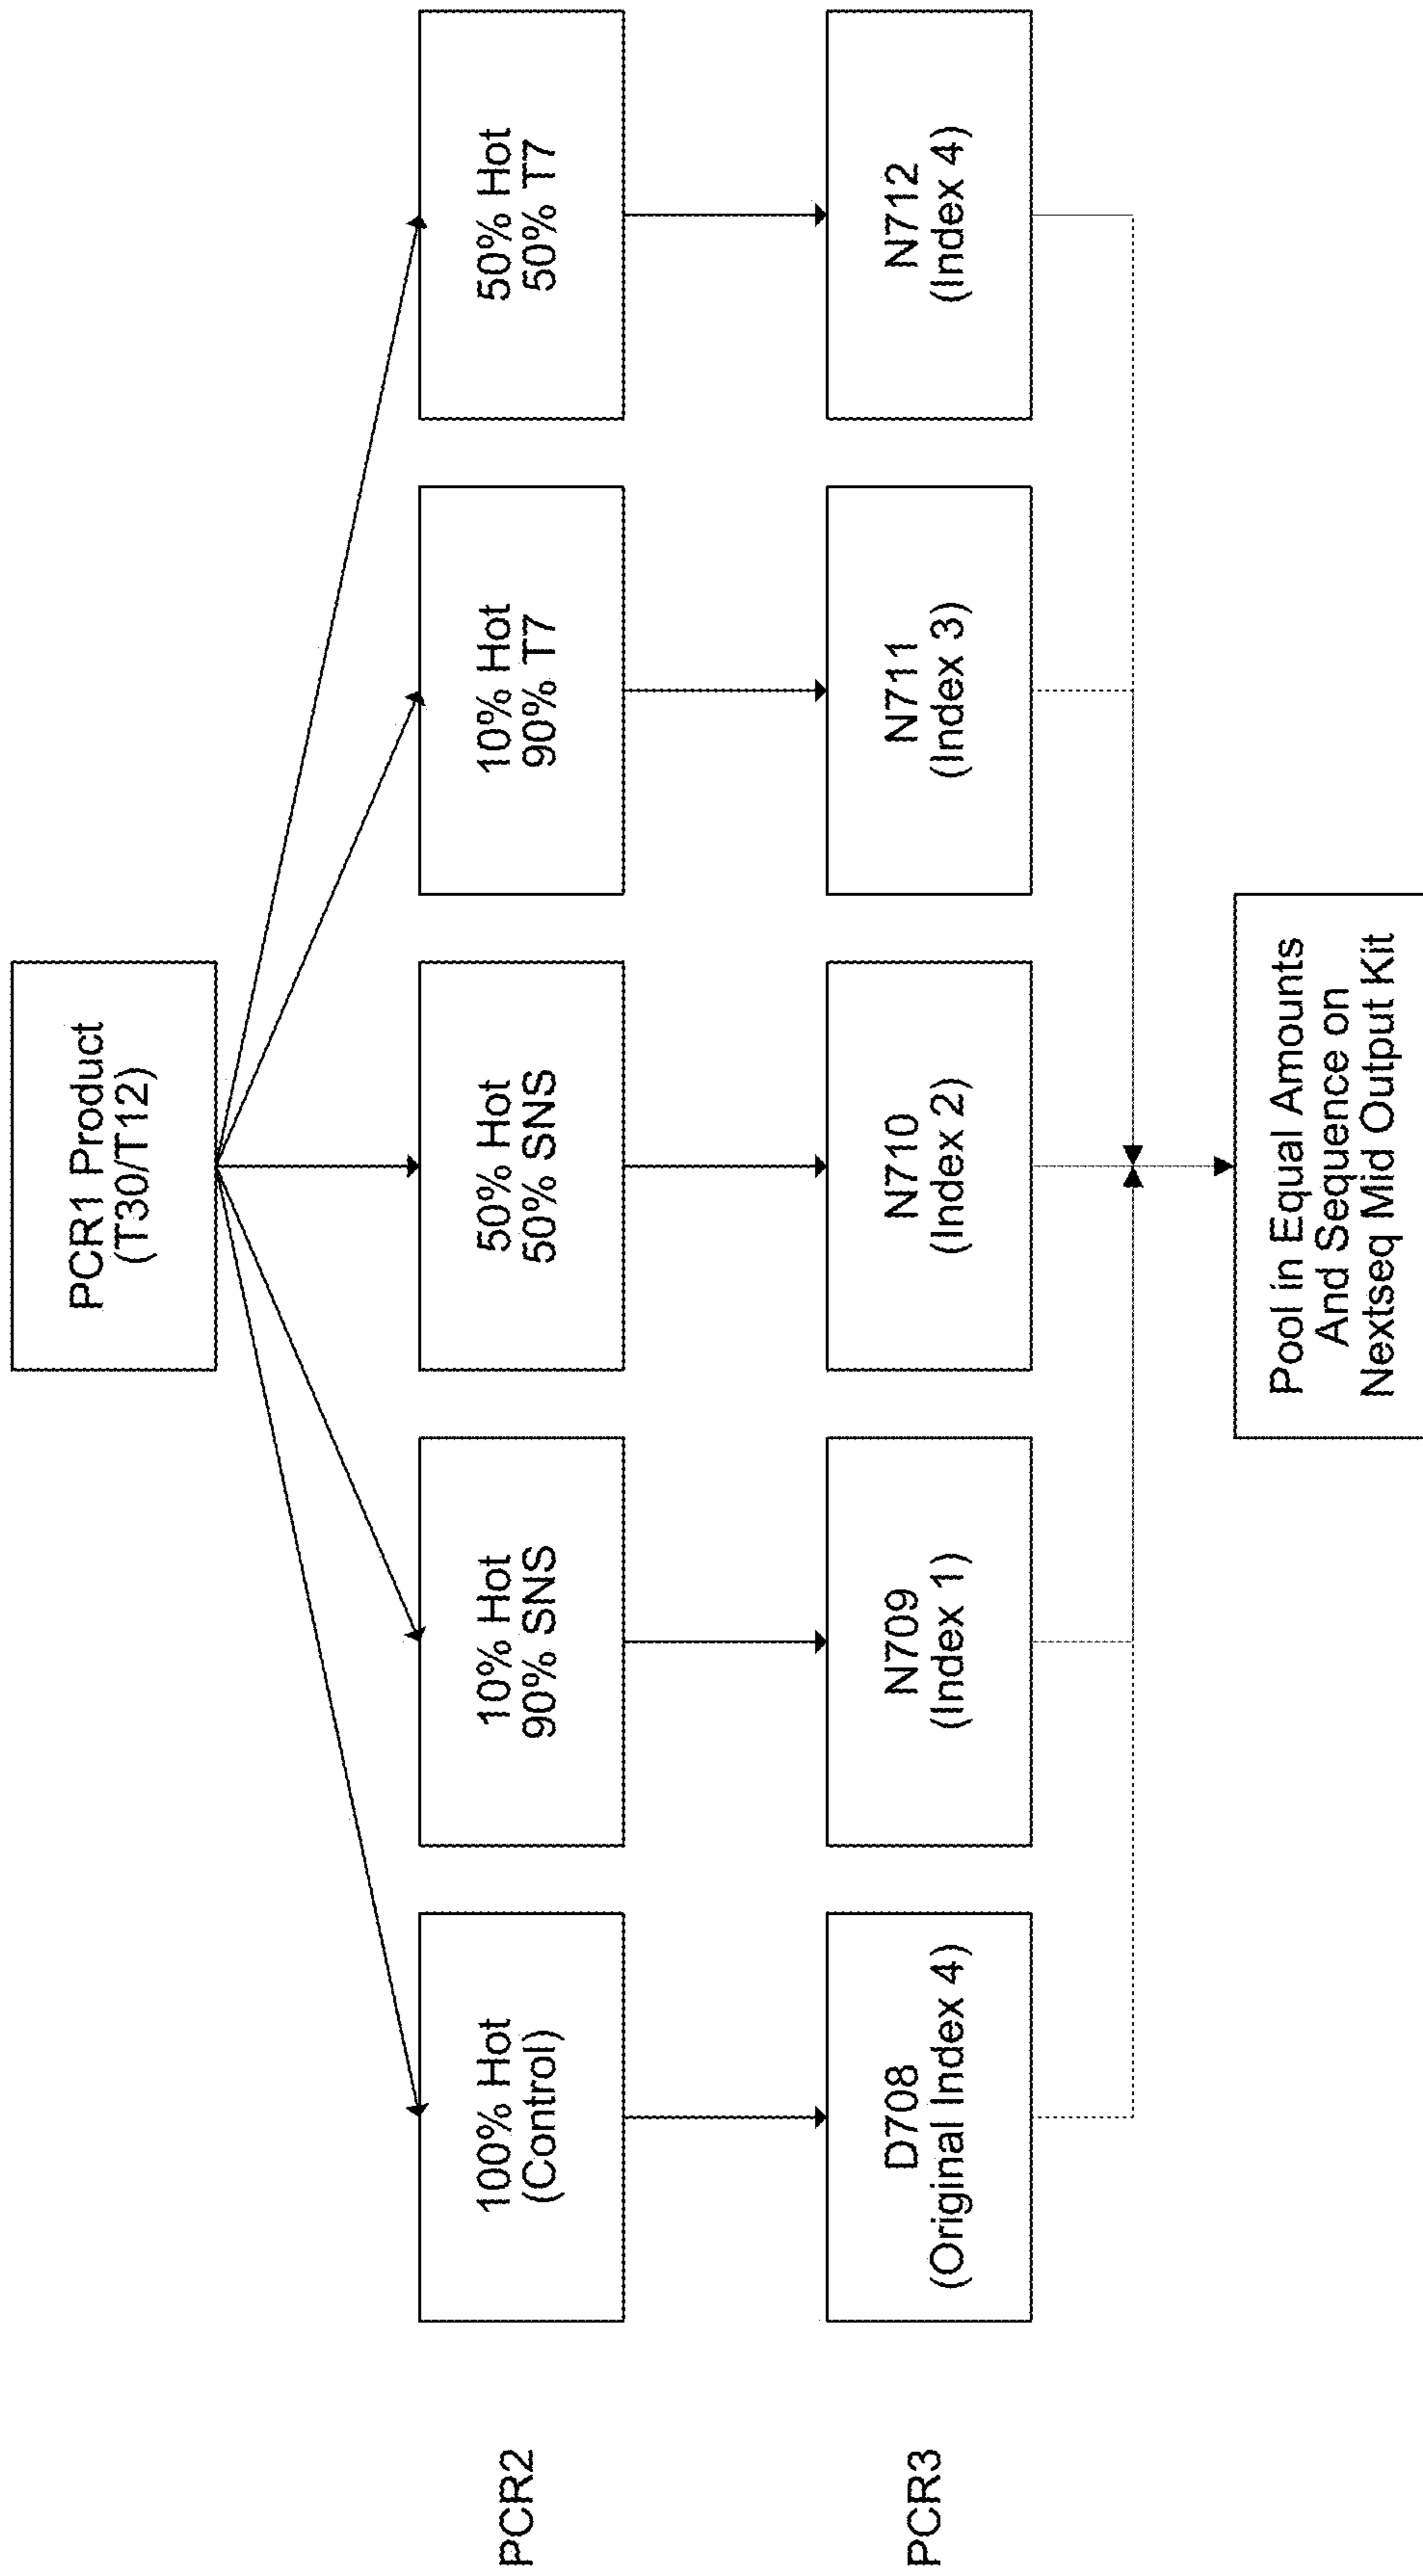 PCR1 Product
(T30/T12)
PCR2
100% Hot
(Control)
10% Hot
90% SNS
50% Hot
50% SNS
10% Hot
90% T7
50% Hot
50% T7
PCR3
D708
(Original Index 4)
N709
(Index 1)
N710
(Index 2)
N711
(Index 3)
N712
(Index 4)
Pool in Equal Amounts
And Sequence on
Nextseq Mid Output Kit